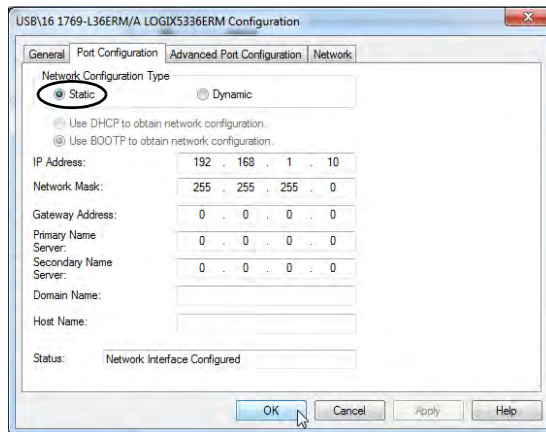 USB\16 1769-L36ERM/A LOGIX5336ERM Configuration
General Port Configuration Advanced Port Configuration Network
Network Configuration Type
Static Dynamic
Use DHCP to obtain network configuration.
Use BOOTP to obtain network configuration.
IP Address: 192 . 168 . 1 . 10
Network Mask: 255 . 255 . 255 . 0
Gateway Address: 0 . 0 . 0 . 0
Primary Name
Server: 0 . 0 . 0 . 0
Secondary Name
Server: 0 . 0 . 0 . 0
Domain Name:
Host Name:
Status: Network Interface Configured
OK Cancel Apply Help